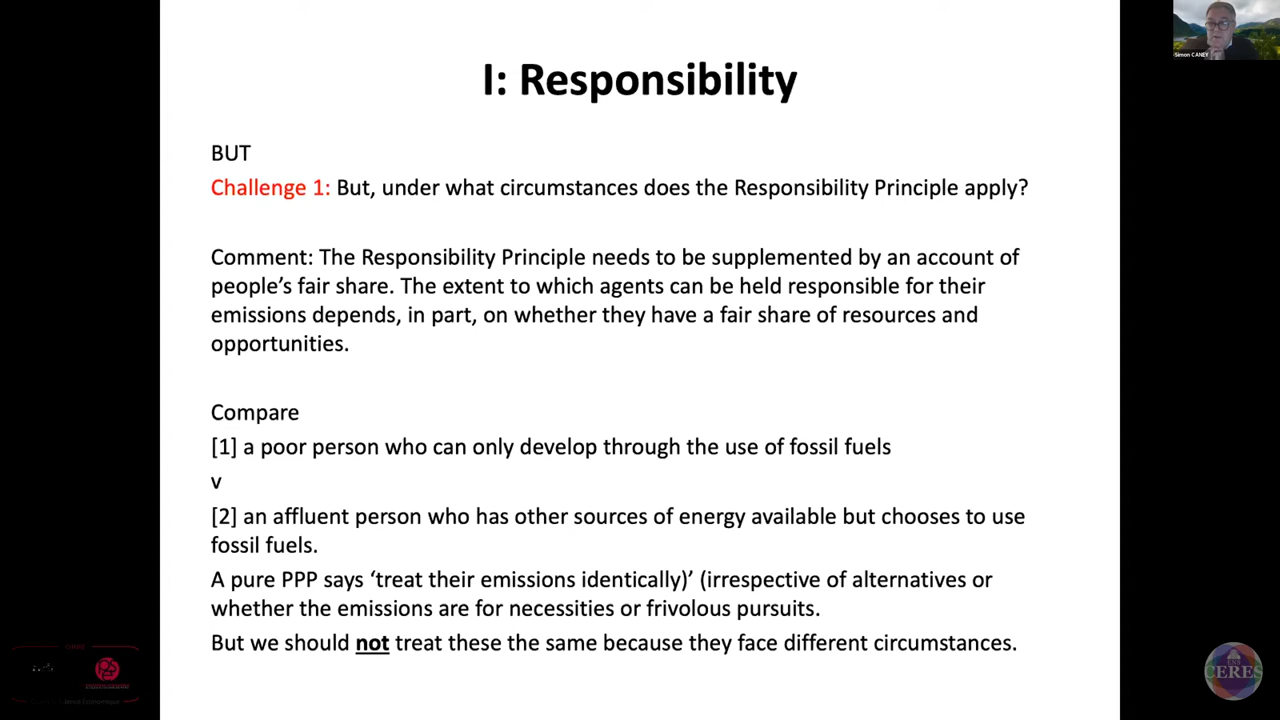 Simon CANEY
I: Responsibility
BUT
Challenge 1: But, under what circumstances does the Responsibility Principle apply?
Comment: The Responsibility Principle needs to be supplemented by an account of
people’s fair share. The extent to which agents can be held responsible for their
emissions depends, in part, on whether they have a fair share of resources and
opportunities.
Compare
[1] a poor person who can only develop through the use of fossil fuels
v
[2] an affluent person who has other sources of energy available but chooses to use
fossil fuels.
A pure PPP says ‘treat their emissions identically)’ (irrespective of alternatives or
whether the emissions are for necessities or frivolous pursuits.
But we should not treat these the same because they face different circumstances.
ENS
CERES